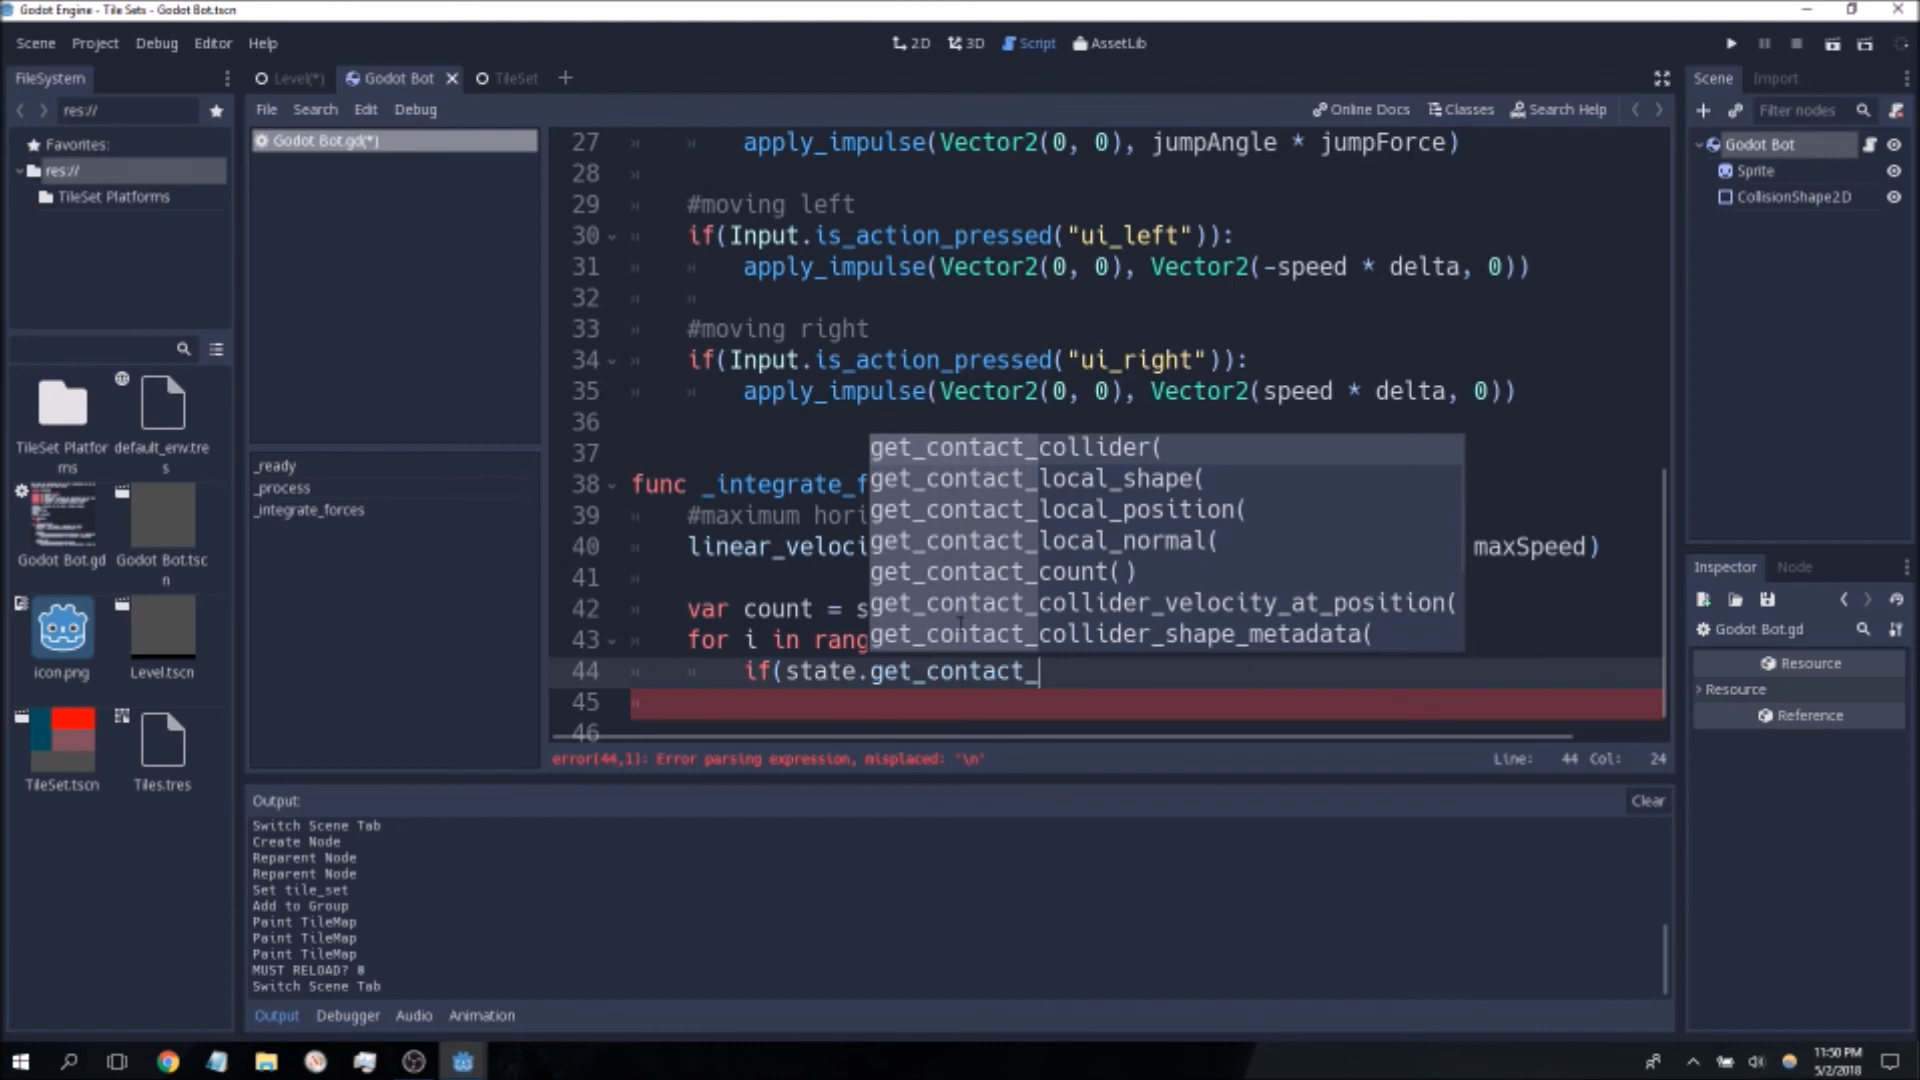 Godot Engine - Tile Sets - Godot Bot.tscn
Scene Project Debug Editor Help
2D 3D Script AssetLib
FileSystem
Level(*) Godot Bot TileSet
Scene Import
res://
File Search Edit Debug
Online Docs Classes Search Help
Filter nodes
Favorites:
res://
TileSet Platforms
TileSet Platfor
ms
default_env.tre
s
Godot Bot.gd
Godot Bot.tsc
n
icon.png
Level.tscn
TileSet.tscn
Tiles.tres
Godot Bot.gd(*)
_ready
_process
_integrate_forces
27 apply_impulse(Vector2(0, 0), jumpAngle * jumpForce)
28
29 #moving left
30 if(Input.is_action_pressed("ui_left")):
31 apply_impulse(Vector2(0, 0), Vector2(-speed * delta, 0))
32
33 #moving right
34 if(Input.is_action_pressed("ui_right")):
35 apply_impulse(Vector2(0, 0), Vector2(speed * delta, 0))
36
37
38 func _integrate_f
39 #maximum hori
40 linear_veloci maxSpeed)
41
42 var count = s
43 for i in rang
44 if(state.get_contact_
45
46
get_contact_collider(
get_contact_local_shape(
get_contact_local_position(
get_contact_local_normal(
get_contact_count()
get_contact_collider_velocity_at_position(
get_contact_collider_shape_metadata(
error(44,1): Error parsing expression, misplaced: '\n'
Line: 44 Col: 24
Output:
Clear
Switch Scene Tab
Create Node
Reparent Node
Reparent Node
Set tile_set
Add to Group
Paint TileMap
Paint TileMap
Paint TileMap
MUST RELOAD? 0
Switch Scene Tab
Output Debugger Audio Animation
Godot Bot
Sprite
CollisionShape2D
Inspector Node
Godot Bot.gd
Resource
Resource
Reference
11:50 PM
5/2/2018